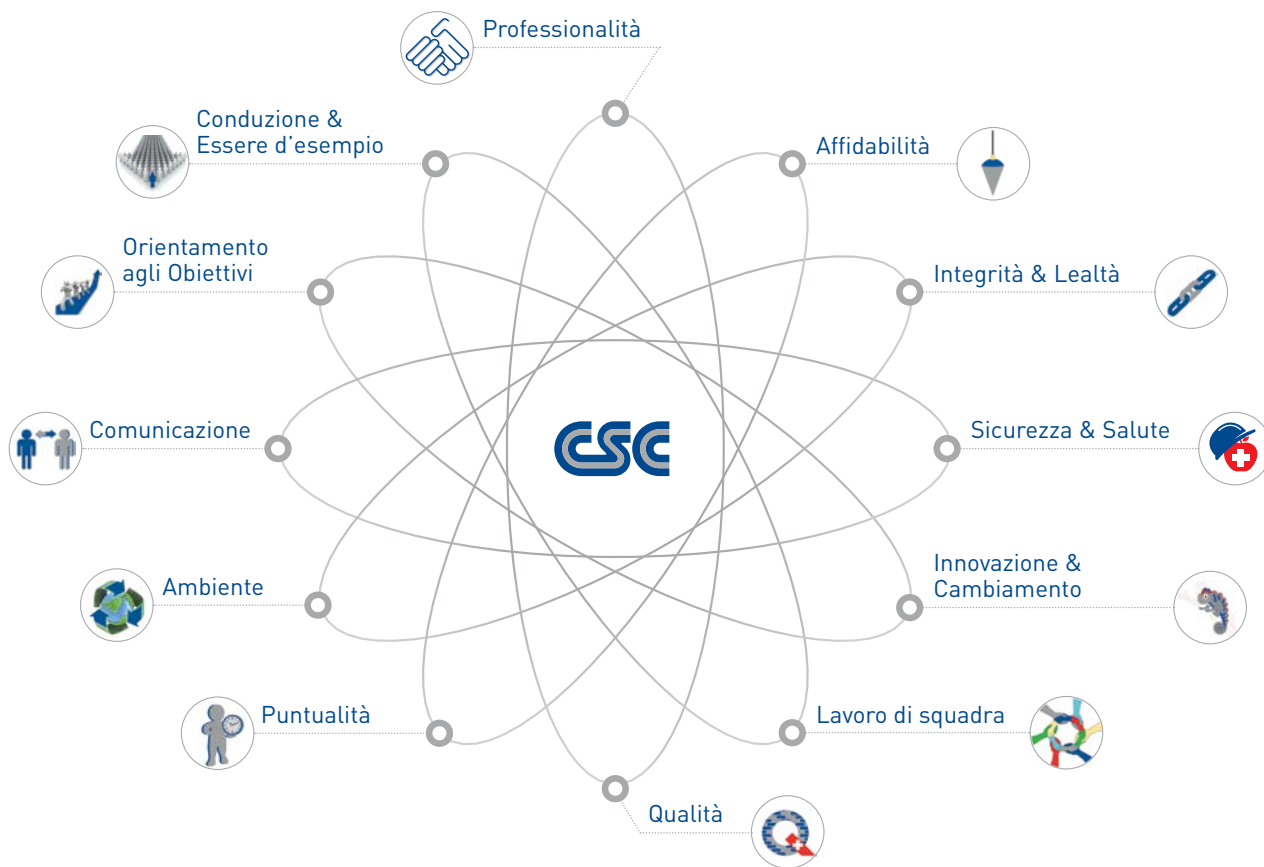 Professionalità
Conduzione &
Essere d'esempio
Affidabilità
Orientamento
agli Obiettivi
Integrità & Lealtà
Comunicazione
CSC
Sicurezza & Salute
Ambiente
Innovazione &
Cambiamento
Puntualità
Lavoro di squadra
Qualità